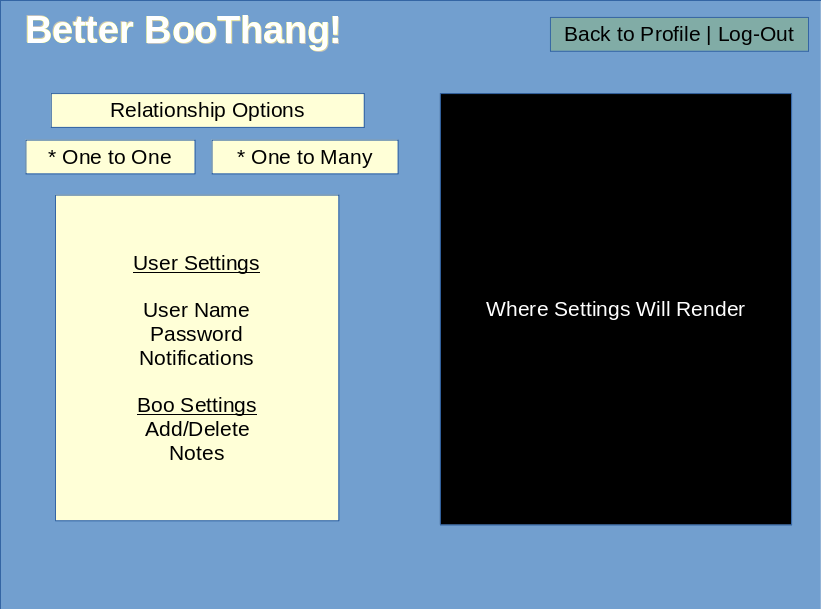 Better BooThang!
Back to Profile | Log-Out
Relationship Options
* One to One
* One to Many
User Settings
User Name
Password
Notifications
Boo Settings
Add/Delete
Notes
Where Settings Will Render